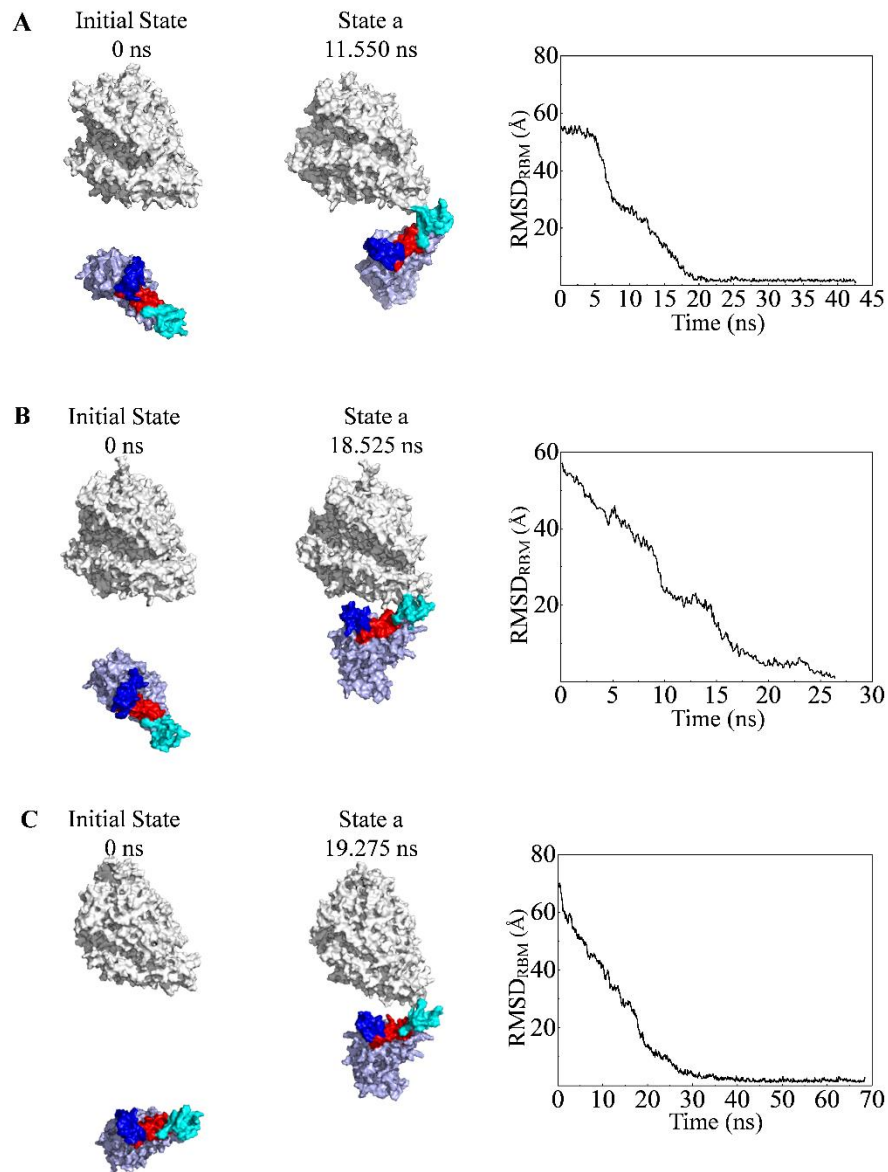 A
Initial State
0 ns
State a
11.550 ns
80
60
40
20
RMSD_RBM (Å)
0 5 10 15 20 25 30 35 40 45
Time (ns)
B
Initial State
0 ns
State a
18.525 ns
60
40
20
RMSD_RBM (Å)
0 5 10 15 20 25 30
Time (ns)
C
Initial State
0 ns
State a
19.275 ns
80
60
40
20
RMSD_RBM (Å)
0 10 20 30 40 50 60 70
Time (ns)